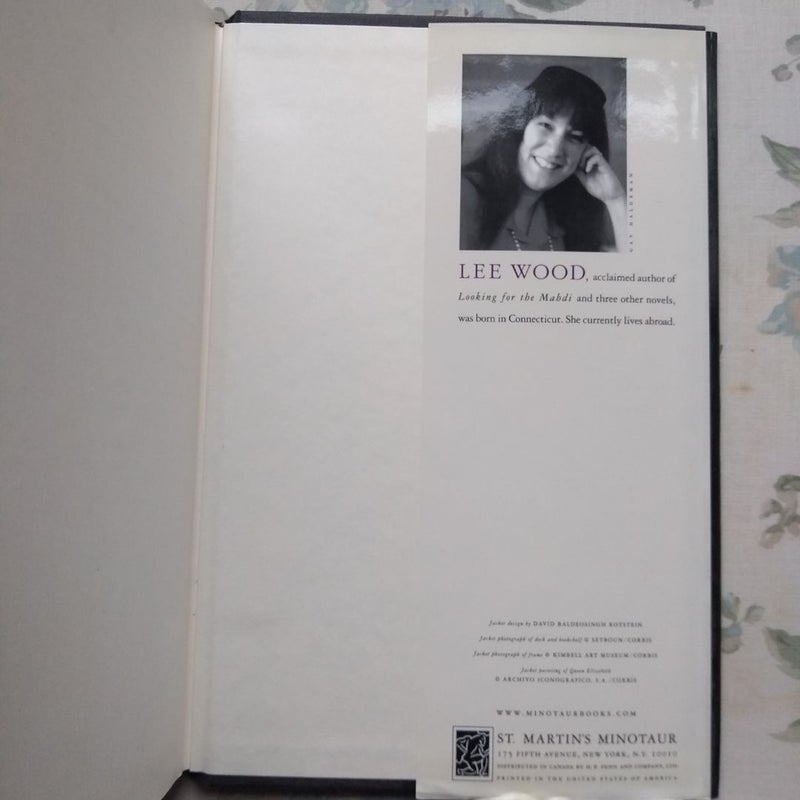 GAY HALDEMAN
LEE WOOD, acclaimed author of
Looking for the Mahdi and three other novels,
was born in Connecticut. She currently lives abroad.
Jacket design by DAVID BALDEOSINGH ROTSTEIN
Jacket photograph of desk and bookshelf © SETBOUN/CORBIS
Jacket photograph of frame © KIMBELL ART MUSEUM/CORBIS
Jacket painting of Queen Elizabeth
© ARCHIVO ICONOGRAFICO, S.A./CORBIS
WWW.MINOTAURBOOKS.COM
ST. MARTIN'S MINOTAUR
175 FIFTH AVENUE, NEW YORK, N.Y. 10010
DISTRIBUTED IN CANADA BY H. B. FENN AND COMPANY, LTD.
PRINTED IN THE UNITED STATES OF AMERICA